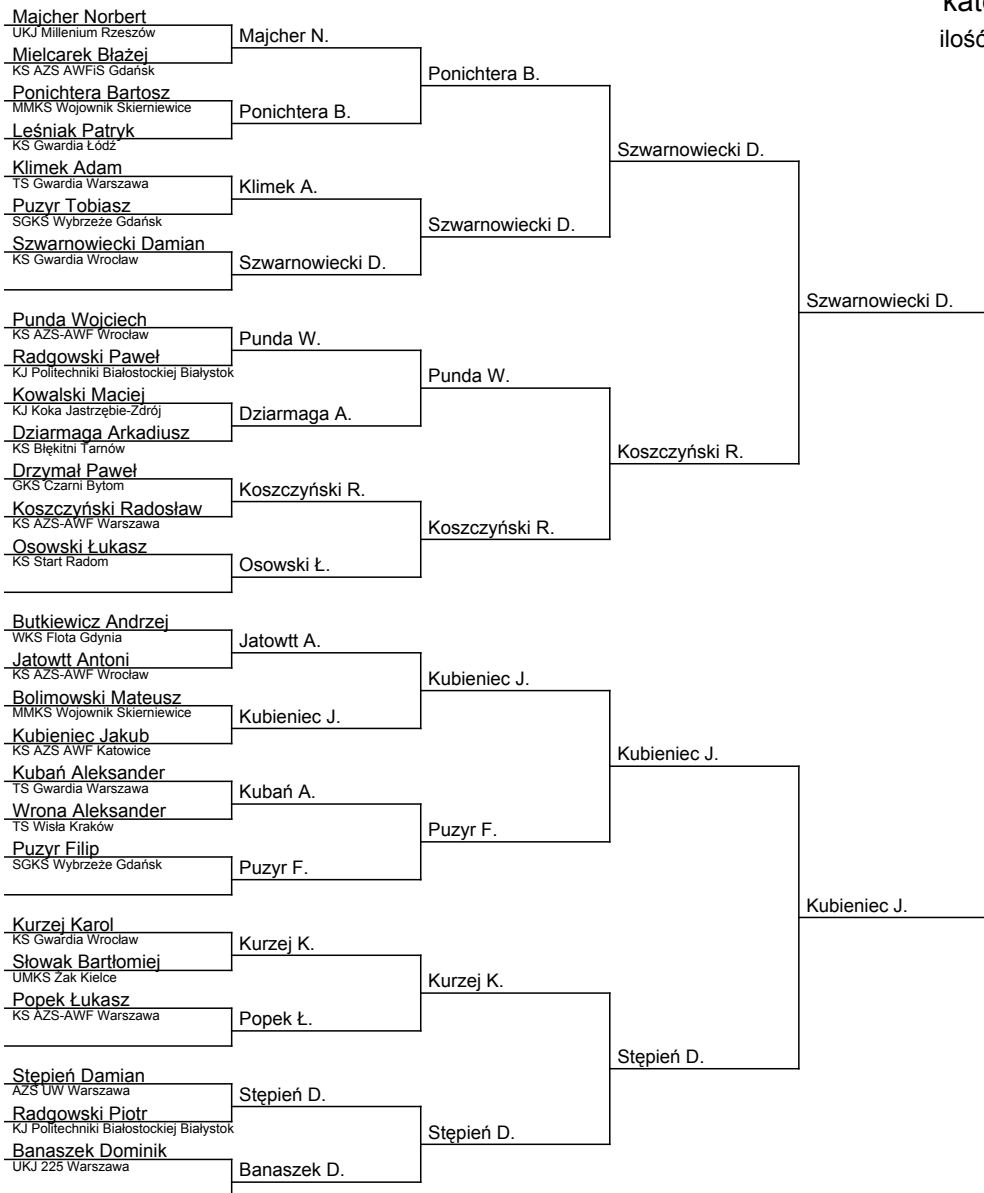 kate
ilość
Majcher Norbert
UKJ Millenium Rzeszów
Mielcarek Błażej
KS AZS AWFiS Gdańsk
Ponichtera Bartosz
MMKS Wojownik Skierniewice
Leśniak Patryk
KS Gwardia Łódź
Klimek Adam
TS Gwardia Warszawa
Puzyr Tobiasz
SGKS Wybrzeże Gdańsk
Szwarnowiecki Damian
KS Gwardia Wrocław
Punda Wojciech
KS AZS-AWF Wrocław
Radgowski Paweł
KJ Politechniki Białostockiej Białystok
Kowalski Maciej
KJ Koka Jastrzębie-Zdrój
Dziarmaga Arkadiusz
KS Błękitni Tarnów
Drzymał Paweł
GKS Czarni Bytom
Koszczyński Radosław
KS AZS-AWF Warszawa
Osowski Łukasz
KS Start Radom
Butkiewicz Andrzej
WKS Flota Gdynia
Jatowtt Antoni
KS AZS-AWF Wrocław
Bolimowski Mateusz
MMKS Wojownik Skierniewice
Kubieniec Jakub
KS AZS AWF Katowice
Kubań Aleksander
TS Gwardia Warszawa
Wrona Aleksander
TS Wisła Kraków
Puzyr Filip
SGKS Wybrzeże Gdańsk
Kurzej Karol
KS Gwardia Wrocław
Słowak Bartłomiej
UMKS Żak Kielce
Popek Łukasz
KS AZS-AWF Warszawa
Stępień Damian
AZS UW Warszawa
Radgowski Piotr
KJ Politechniki Białostockiej Białystok
Banaszek Dominik
UKJ 225 Warszawa
Majcher N.
Ponichtera B.
Klimek A.
Szwarnowiecki D.
Punda W.
Dziarmaga A.
Koszczyński R.
Osowski Ł.
Jatowtt A.
Kubieniec J.
Kubań A.
Puzyr F.
Kurzej K.
Popek Ł.
Stępień D.
Banaszek D.
Ponichtera B.
Szwarnowiecki D.
Punda W.
Koszczyński R.
Kubieniec J.
Puzyr F.
Kurzej K.
Stępień D.
Szwarnowiecki D.
Koszczyński R.
Kubieniec J.
Stępień D.
Szwarnowiecki D.
Kubieniec J.